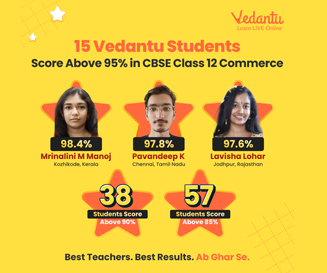 Vedantu
Learn LIVE Online
15 Vedantu Students
Score Above 95% in CBSE Class 12 Commerce
98.4%
Mrinalini M Manoj
Kozhikode, Kerala
97.8%
Pavandeep K
Chennai, Tamil Nadu
97.6%
Lavisha Lohar
Jodhpur, Rajasthan
38
Students Score
Above 90%
57
Students Score
Above 85%
Best Teachers. Best Results. Ab Ghar Se.